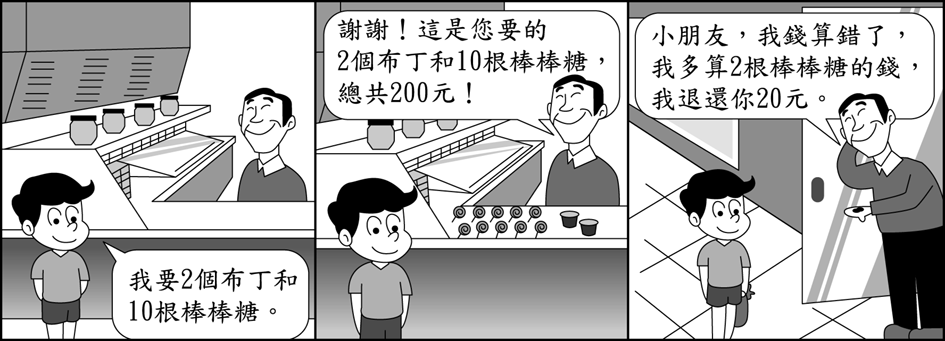 我要2個布丁和
10根棒棒糖。
謝謝！這是您要的
2個布丁和10根棒棒糖，
總共200元！
小朋友，我錢算錯了，
我多算2根棒棒糖的錢，
我退還你20元。